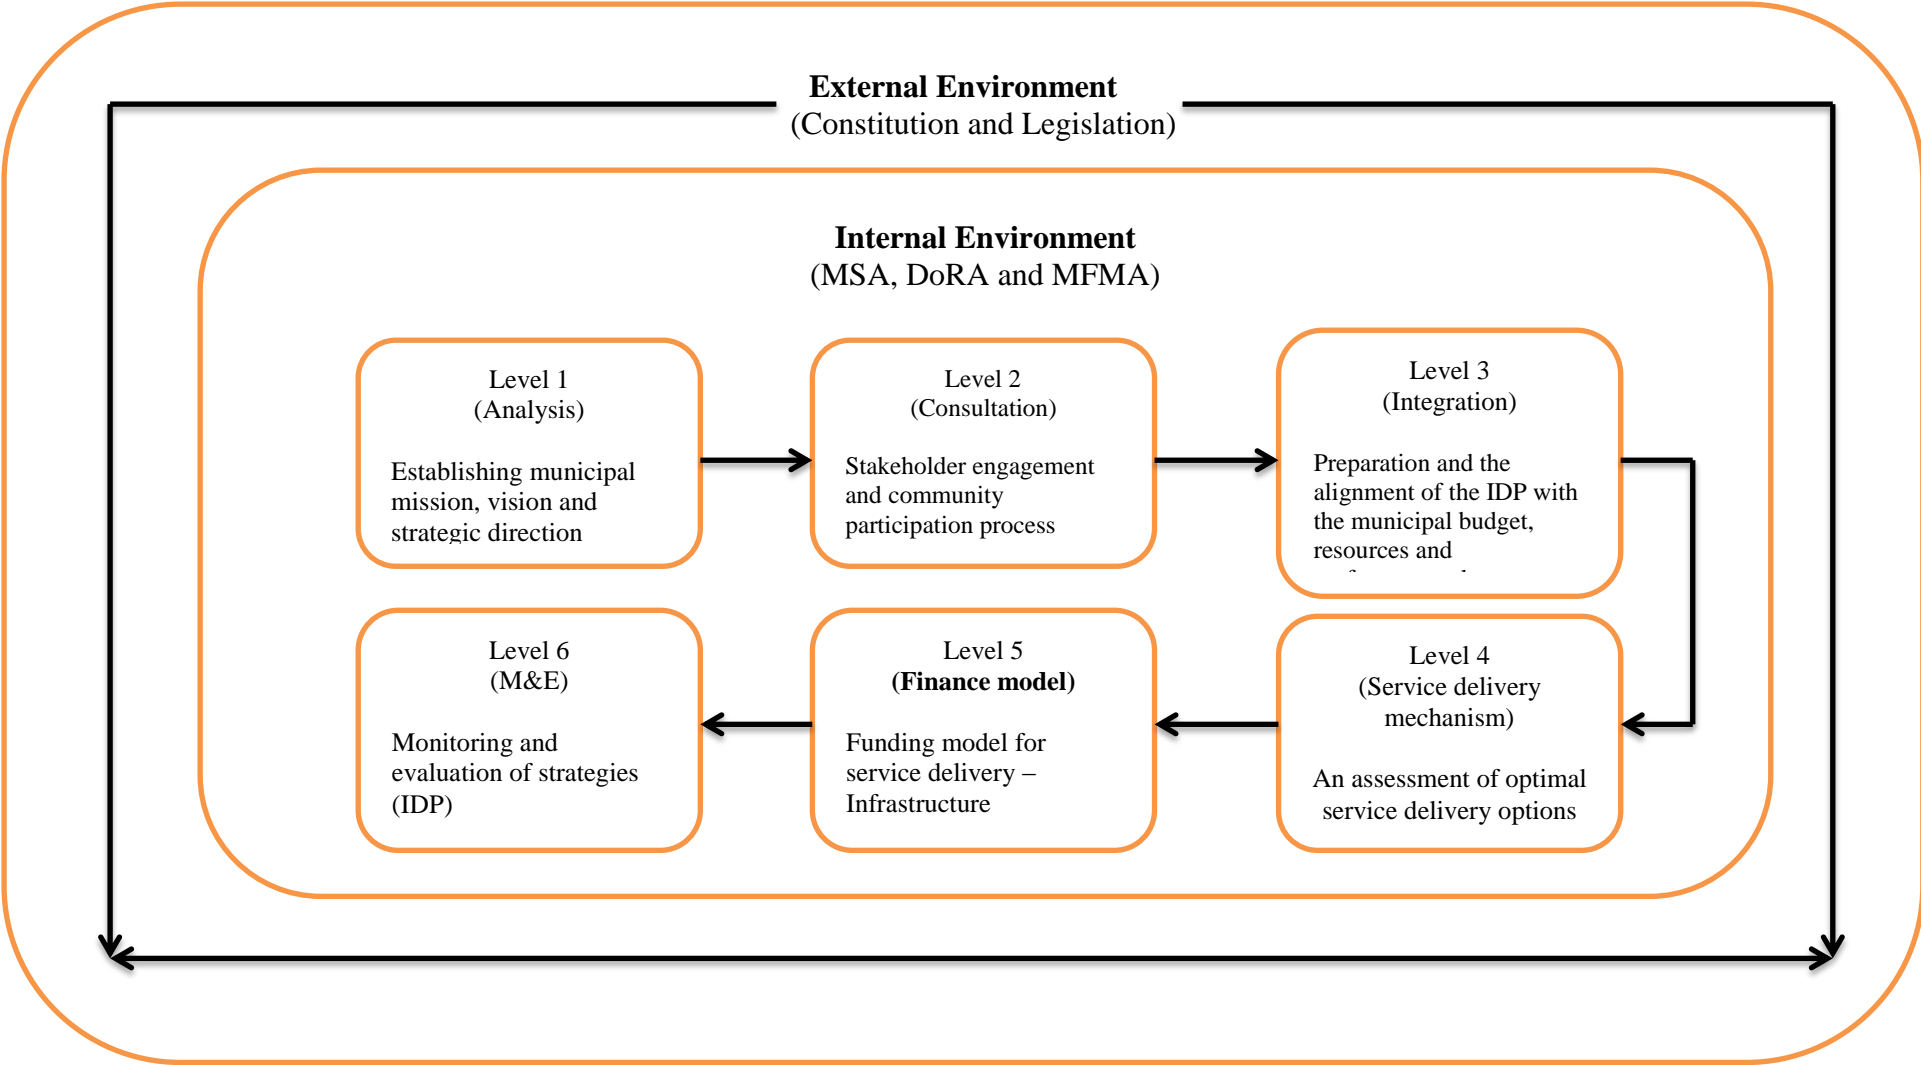 External Environment
(Constitution and Legislation)
Internal Environment
(MSA, DoRA and MFMA)
Level 1
(Analysis)
Establishing municipal
mission, vision and
strategic direction
Level 2
(Consultation)
Stakeholder engagement
and community
participation process
Level 3
(Integration)
Preparation and the
alignment of the IDP with
the municipal budget,
resources and
Level 4
(Service delivery
mechanism)
An assessment of optimal
service delivery options
Level 5
(Finance model)
Funding model for
service delivery –
Infrastructure
Level 6
(M&E)
Monitoring and
evaluation of strategies
(IDP)